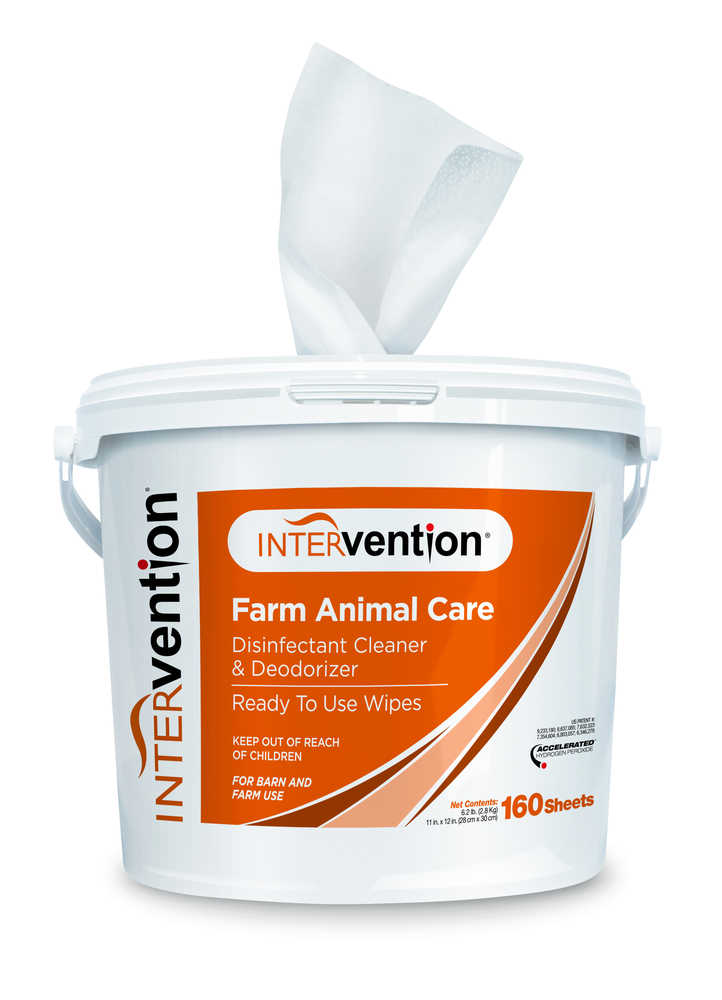 INTERvention®
INTERvention®
Farm Animal Care
Disinfectant Cleaner
& Deodorizer
Ready To Use Wipes
KEEP OUT OF REACH
OF CHILDREN
FOR BARN AND
FARM USE
US PATENT #:
9,233,180; 8,637,085; 7,632,523
7,354,604; 6,803,057; 6,346,279
ACCELERATED®
HYDROGEN PEROXIDE
Net Contents:
6.2 lb. (2.8 Kg)
11 in. x 12 in. (28 cm x 30 cm)
160 Sheets